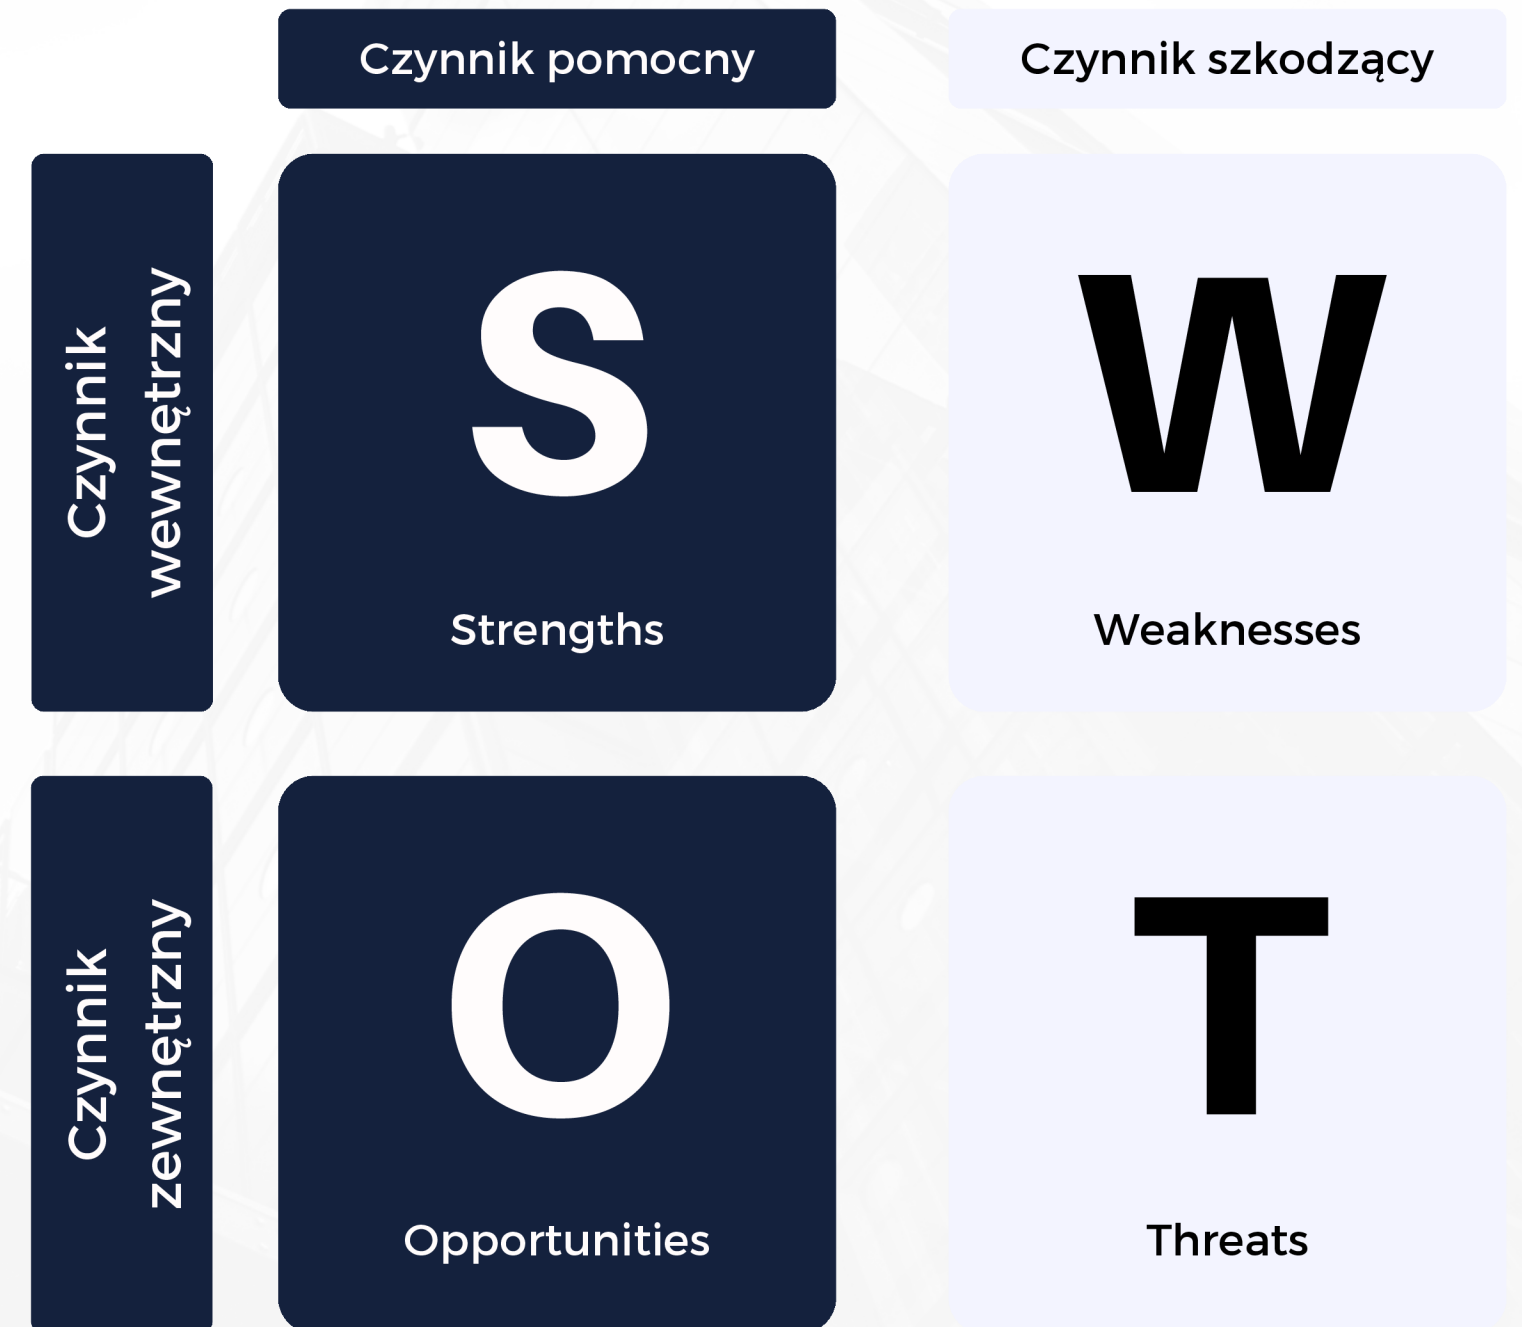 Czynnik pomocny
Czynnik szkodzący
Czynnik
wewnętrzny
S
Strengths
W
Weaknesses
Czynnik
zewnętrzny
O
Opportunities
T
Threats